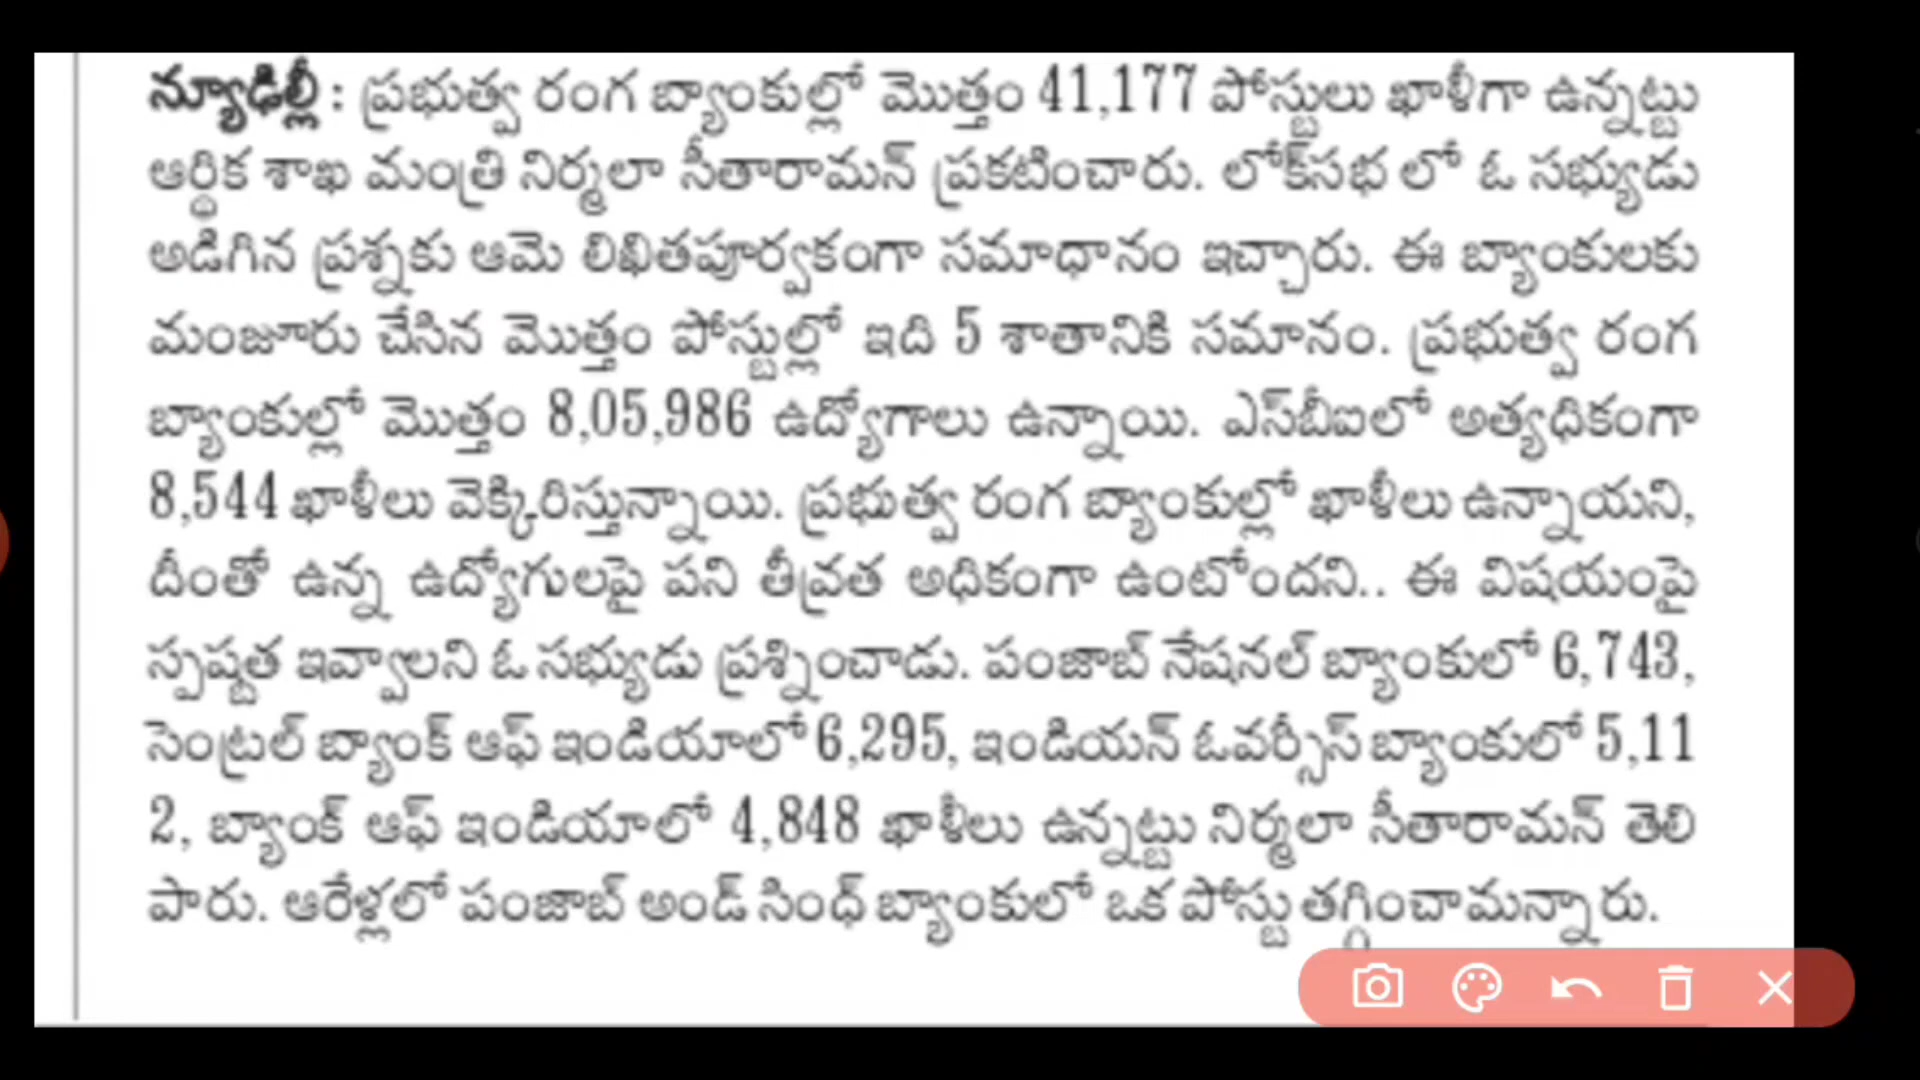 న్యూఢిల్లీ: ప్రభుత్వ రంగ బ్యాంకుల్లో మొత్తం 41,177 పోస్టులు ఖాళీగా ఉన్నట్టు
ఆర్థిక శాఖ మంత్రి నిర్మలా సీతారామన్ ప్రకటించారు. లోక్‌సభ లో ఓ సభ్యుడు
అడిగిన ప్రశ్నకు ఆమె లిఖితపూర్వకంగా సమాధానం ఇచ్చారు. ఈ బ్యాంకులకు
మంజూరు చేసిన మొత్తం పోస్టుల్లో ఇది 5 శాతానికి సమానం. ప్రభుత్వ రంగ
బ్యాంకుల్లో మొత్తం 8,05,986 ఉద్యోగాలు ఉన్నాయి. ఎస్‌బీఐలో అత్యధికంగా
8,544 ఖాళీలు వెక్కిరిస్తున్నాయి. ప్రభుత్వ రంగ బ్యాంకుల్లో ఖాళీలు ఉన్నాయని,
దీంతో ఉన్న ఉద్యోగులపై పని తీవ్రత అధికంగా ఉంటోందని.. ఈ విషయంపై
స్పష్టత ఇవ్వాలని ఓ సభ్యుడు ప్రశ్నించాడు. పంజాబ్ నేషనల్ బ్యాంకులో 6,743,
సెంట్రల్ బ్యాంక్ ఆఫ్ ఇండియాలో 6,295, ఇండియన్ ఓవర్సీస్ బ్యాంకులో 5,11
2, బ్యాంక్ ఆఫ్ ఇండియాలో 4,848 ఖాళీలు ఉన్నట్టు నిర్మలా సీతారామన్ తెలి
పారు. ఆరేళ్లలో పంజాబ్ అండ్ సింధ్ బ్యాంకులో ఒక పోస్టు తగ్గించామన్నారు.